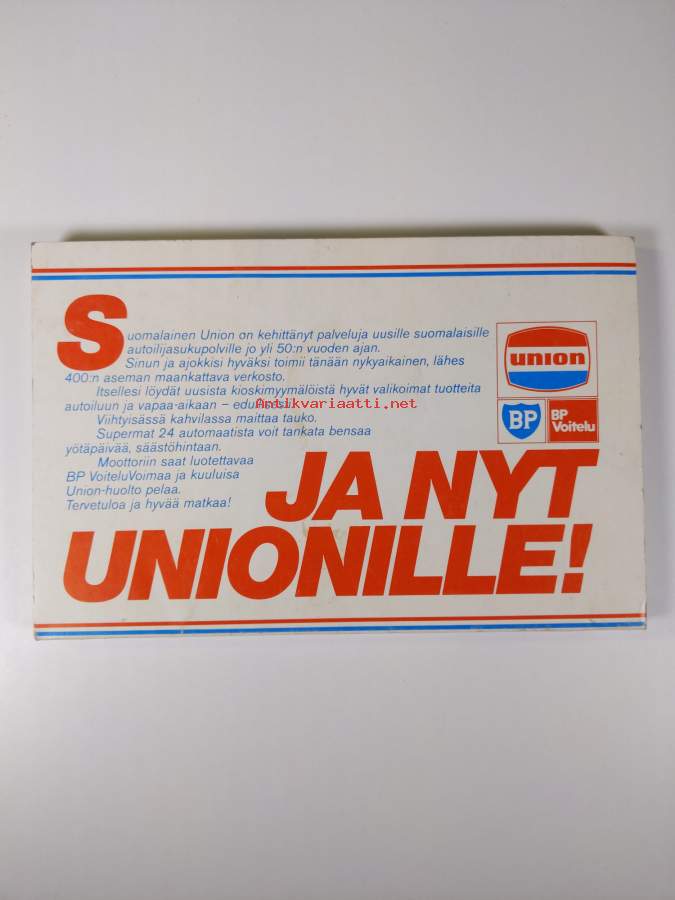 Suomalainen Union on kehittänyt palveluja uusille suomalaisille
autoilijasukupolville jo yli 50:n vuoden ajan.
Sinun ja ajokkisi hyväksi toimii tänään nykyaikainen, lähes
400:n aseman maankattava verkosto.
Itsellesi löydät uusista kioskimyymälöistä hyvät valikoimat tuotteita
autoiluun ja vapaa-aikaan – edullisesti.
Viihtyisässä kahvilassa maittaa tauko.
Supermat 24 automaatista voit tankata bensaa
yötäpäivää, säästöhintaan.
Moottoriin saat luotettavaa
BP VoiteluVoimaa ja kuuluisa
Union-huolto pelaa.
Tervetuloa ja hyvää matkaa!
union
BP
BP
Voitelu
JA NYT
UNIONILLE!
Antikvariaatti.net